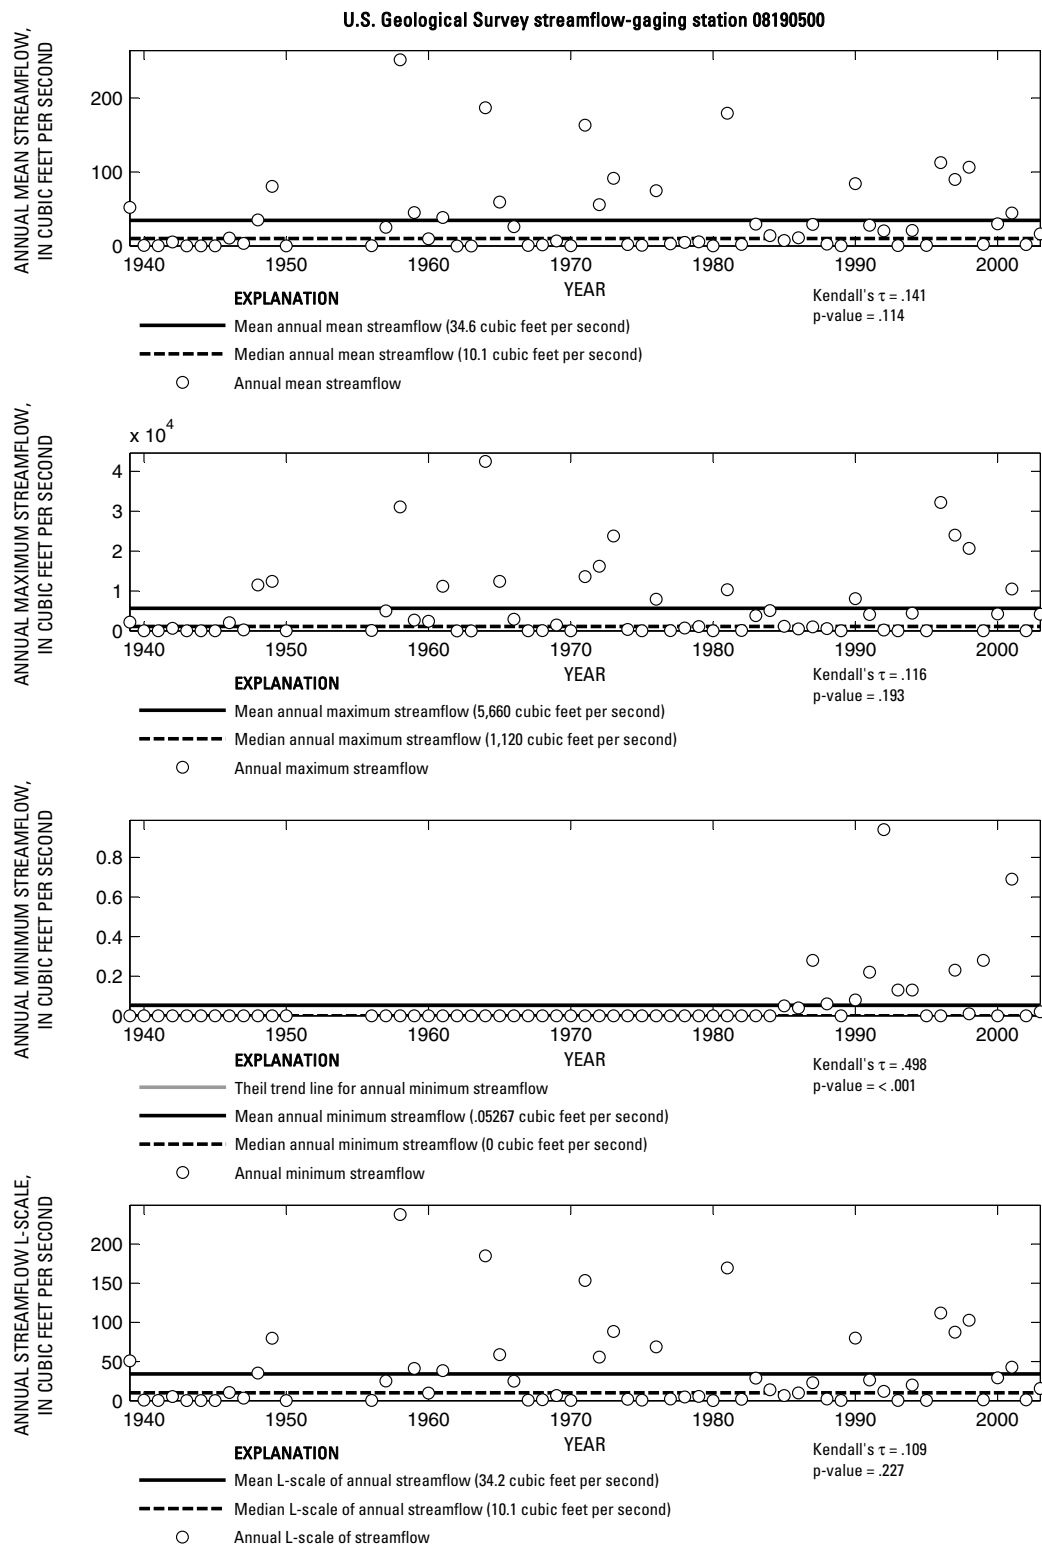 U.S. Geological Survey streamflow-gaging station 08190500
ANNUAL MEAN STREAMFLOW,
IN CUBIC FEET PER SECOND
200
100
0
1940 1950 1960 1970 1980 1990 2000
YEAR
Kendall's τ = .141
p-value = .114
EXPLANATION
Mean annual mean streamflow (34.6 cubic feet per second)
Median annual mean streamflow (10.1 cubic feet per second)
Annual mean streamflow
ANNUAL MAXIMUM STREAMFLOW,
IN CUBIC FEET PER SECOND
x 10^4
4
3
2
1
0
1940 1950 1960 1970 1980 1990 2000
YEAR
Kendall's τ = .116
p-value = .193
EXPLANATION
Mean annual maximum streamflow (5,660 cubic feet per second)
Median annual maximum streamflow (1,120 cubic feet per second)
Annual maximum streamflow
ANNUAL MINIMUM STREAMFLOW,
IN CUBIC FEET PER SECOND
0.8
0.6
0.4
0.2
0
1940 1950 1960 1970 1980 1990 2000
YEAR
Kendall's τ = .498
p-value = < .001
EXPLANATION
Theil trend line for annual minimum streamflow
Mean annual minimum streamflow (.05267 cubic feet per second)
Median annual minimum streamflow (0 cubic feet per second)
Annual minimum streamflow
ANNUAL STREAMFLOW L-SCALE,
IN CUBIC FEET PER SECOND
200
150
100
50
0
1940 1950 1960 1970 1980 1990 2000
YEAR
Kendall's τ = .109
p-value = .227
EXPLANATION
Mean L-scale of annual streamflow (34.2 cubic feet per second)
Median L-scale of annual streamflow (10.1 cubic feet per second)
Annual L-scale of streamflow